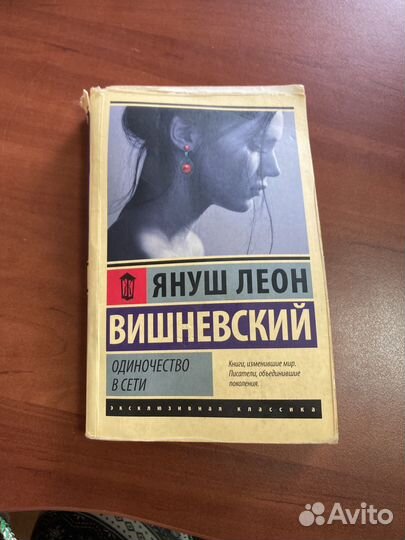 ЯНУШ ЛЕОН
ВИШНЕВСКИЙ
ОДИНОЧЕСТВО
В СЕТИ
Книги, изменившие мир.
Писатели, объединившие
поколения.
эксклюзивная классика
Avito